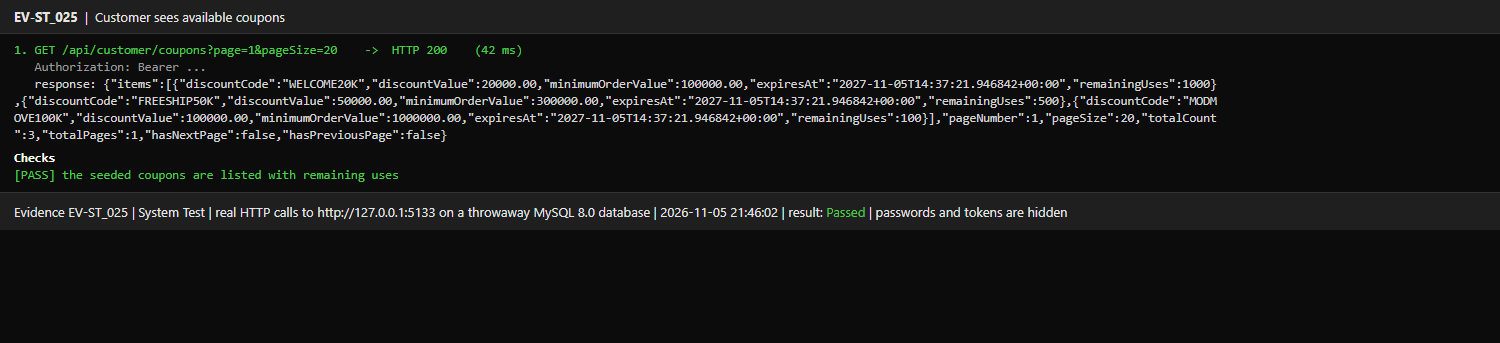 EV-ST_025 | Customer sees available coupons
1. GET /api/customer/coupons?page=1&pageSize=20 -> HTTP 200 (42 ms)
Authorization: Bearer ...
response: {"items":[{"discountCode":"WELCOME20K","discountValue":20000.00,"minimumOrderValue":100000.00,"expiresAt":"2027-11-05T14:37:21.946842+00:00","remainingUses":1000}
,{"discountCode":"FREESHIP50K","discountValue":50000.00,"minimumOrderValue":300000.00,"expiresAt":"2027-11-05T14:37:21.946842+00:00","remainingUses":500},{"discountCode":"MODM
OVE100K","discountValue":100000.00,"minimumOrderValue":1000000.00,"expiresAt":"2027-11-05T14:37:21.946842+00:00","remainingUses":100}],"pageNumber":1,"pageSize":20,"totalCount
":3,"totalPages":1,"hasNextPage":false,"hasPreviousPage":false}
Checks
[PASS] the seeded coupons are listed with remaining uses
Evidence EV-ST_025 | System Test | real HTTP calls to http://127.0.0.1:5133 on a throwaway MySQL 8.0 database | 2026-11-05 21:46:02 | result: Passed | passwords and tokens are hidden